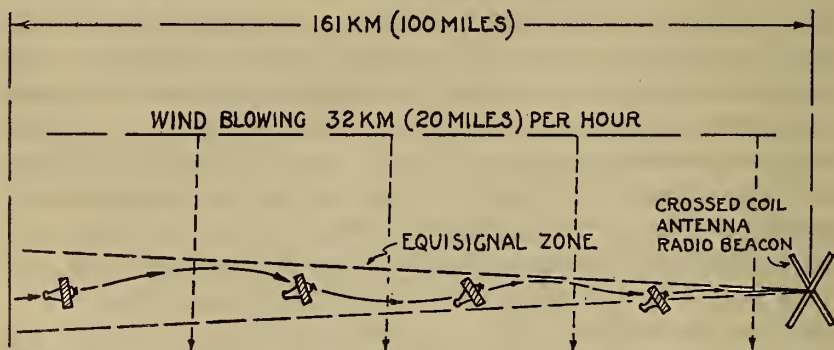 161 KM (100 MILES)
WIND BLOWING 32 KM (20 MILES) PER HOUR
CROSSED COIL
ANTENNA
RADIO BEACON
EQUISIGNAL ZONE